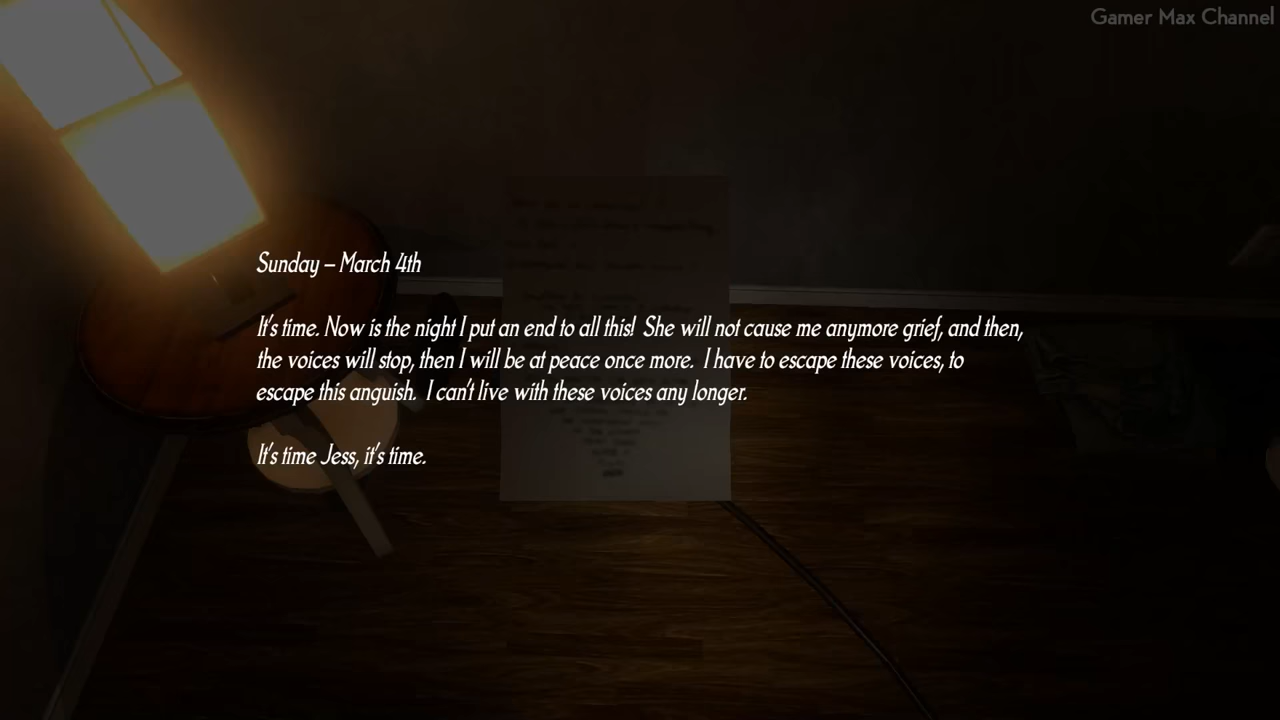 Gamer Max Channel
Sunday – March 4th
It's time. Now is the night I put an end to all this!  She will not cause me anymore grief, and then,
the voices will stop, then I will be at peace once more.  I have to escape these voices, to
escape this anguish.  I can't live with these voices any longer.
It's time Jess, it's time.